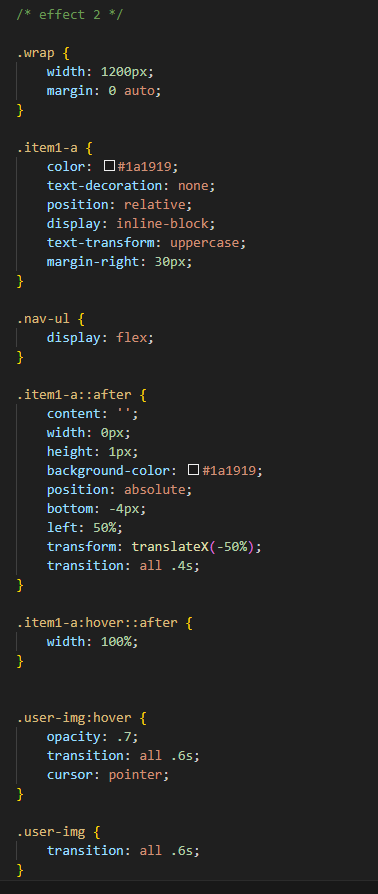 /* effect 2 */
.wrap {
width: 1200px;
margin: 0 auto;
}
.item1-a {
color: #1a1919;
text-decoration: none;
position: relative;
display: inline-block;
text-transform: uppercase;
margin-right: 30px;
}
.nav-ul {
display: flex;
}
.item1-a::after {
content: '';
width: 0px;
height: 1px;
background-color: #1a1919;
position: absolute;
bottom: -4px;
left: 50%;
transform: translateX(-50%);
transition: all .4s;
}
.item1-a:hover::after {
width: 100%;
}
.user-img:hover {
opacity: .7;
transition: all .6s;
cursor: pointer;
}
.user-img {
transition: all .6s;
}